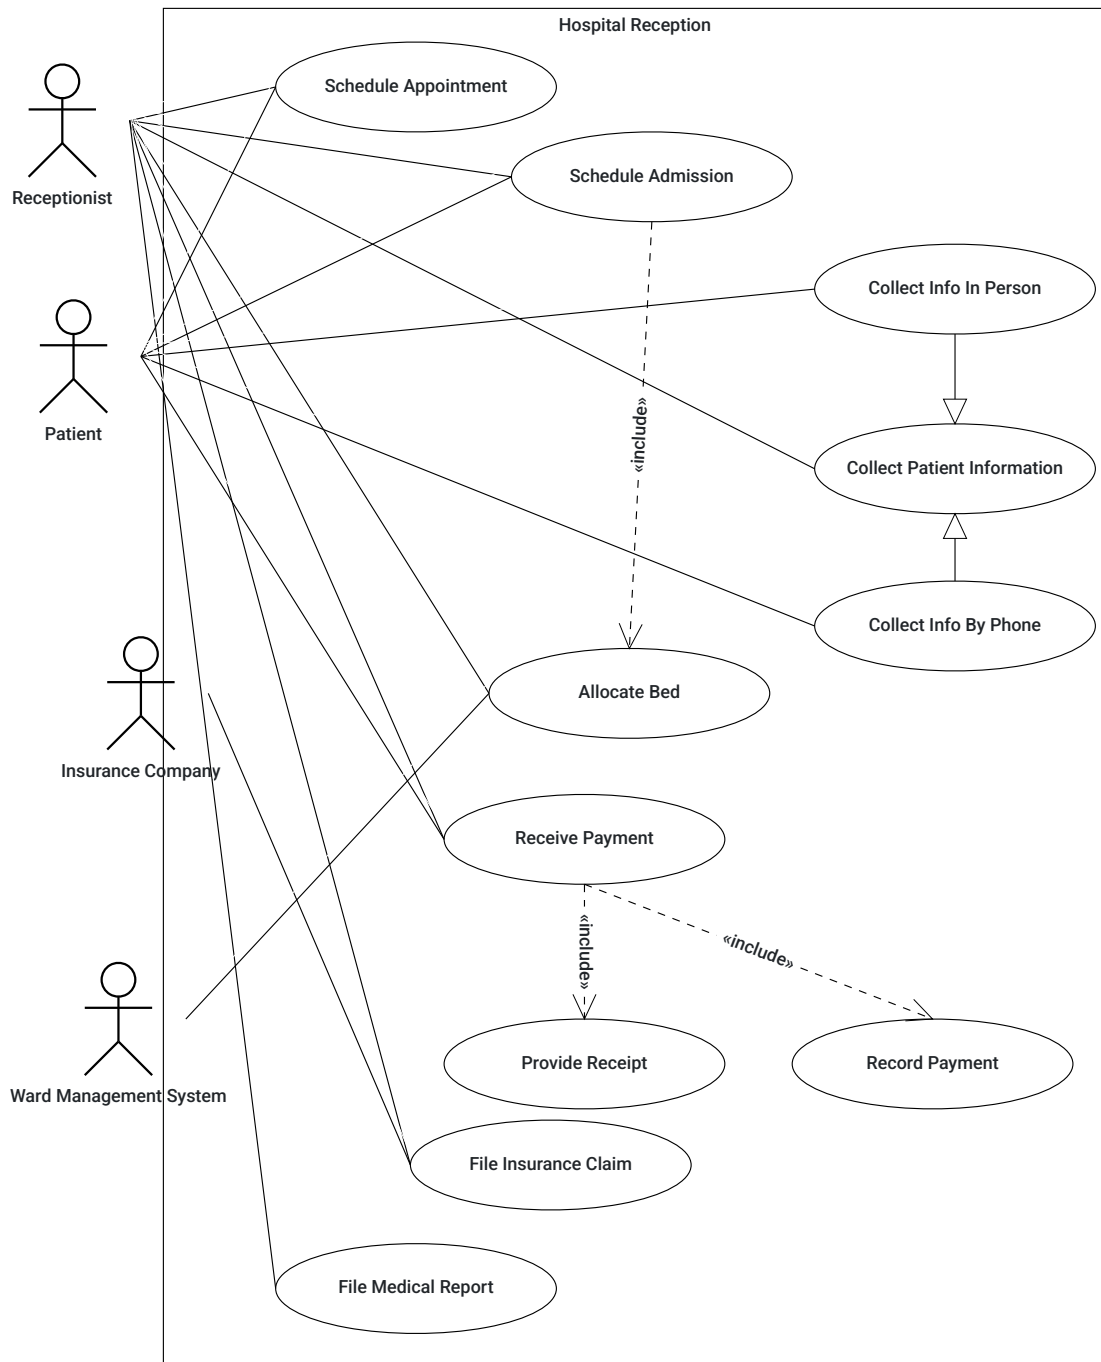 Hospital Reception
Schedule Appointment
Receptionist
Schedule Admission
Collect Info In Person
Patient
«include»
Collect Patient Information
Collect Info By Phone
Insurance Company
Allocate Bed
Receive Payment
«include»
«include»
Ward Management System
Provide Receipt
Record Payment
File Insurance Claim
File Medical Report